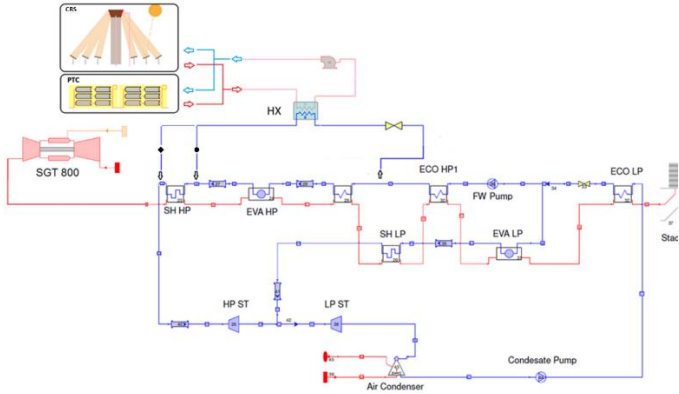 CRS
PTC
HX
SGT 800
SH HP
EVA HP
ECO HP1
FW Pump
ECO LP
SH LP
EVA LP
Stac
HP ST
LP ST
Condesate Pump
Air Condenser